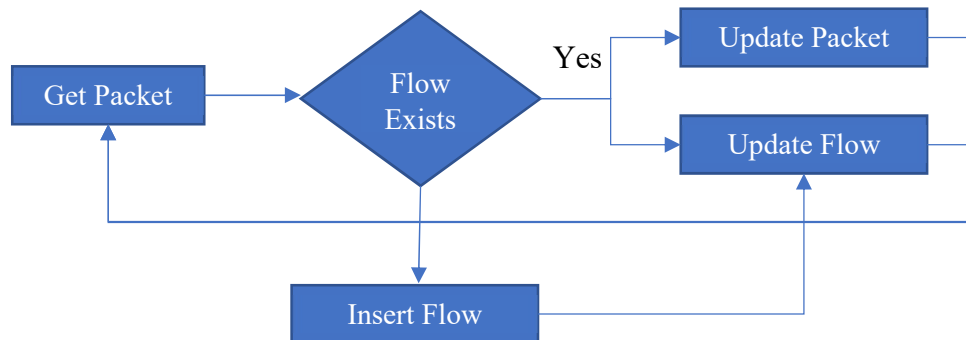 Get Packet
Flow
Exists
Yes
Update Packet
Update Flow
Insert Flow